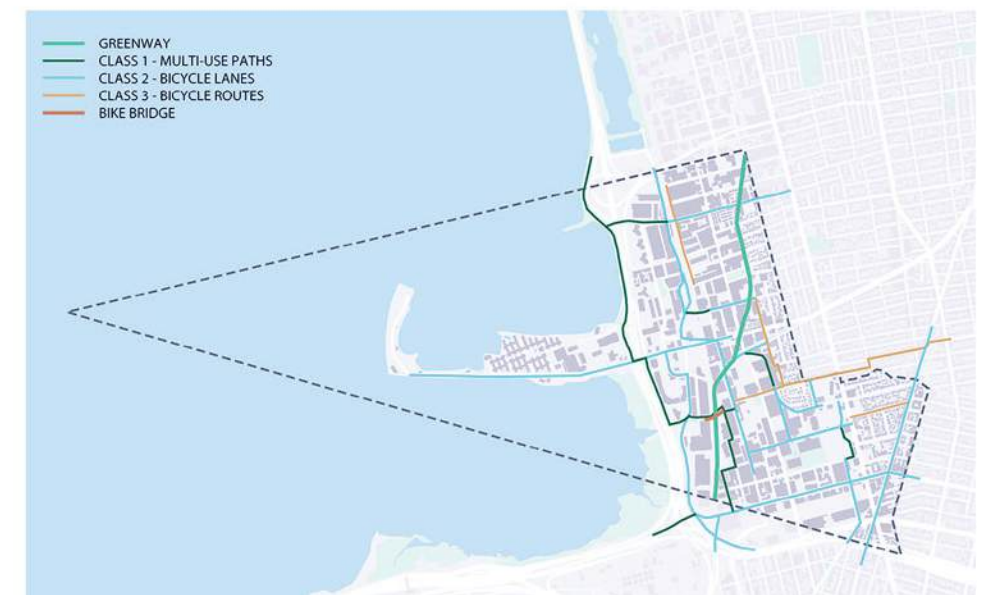 GREENWAY
CLASS 1 - MULTI-USE PATHS
CLASS 2 - BICYCLE LANES
CLASS 3 - BICYCLE ROUTES
BIKE BRIDGE